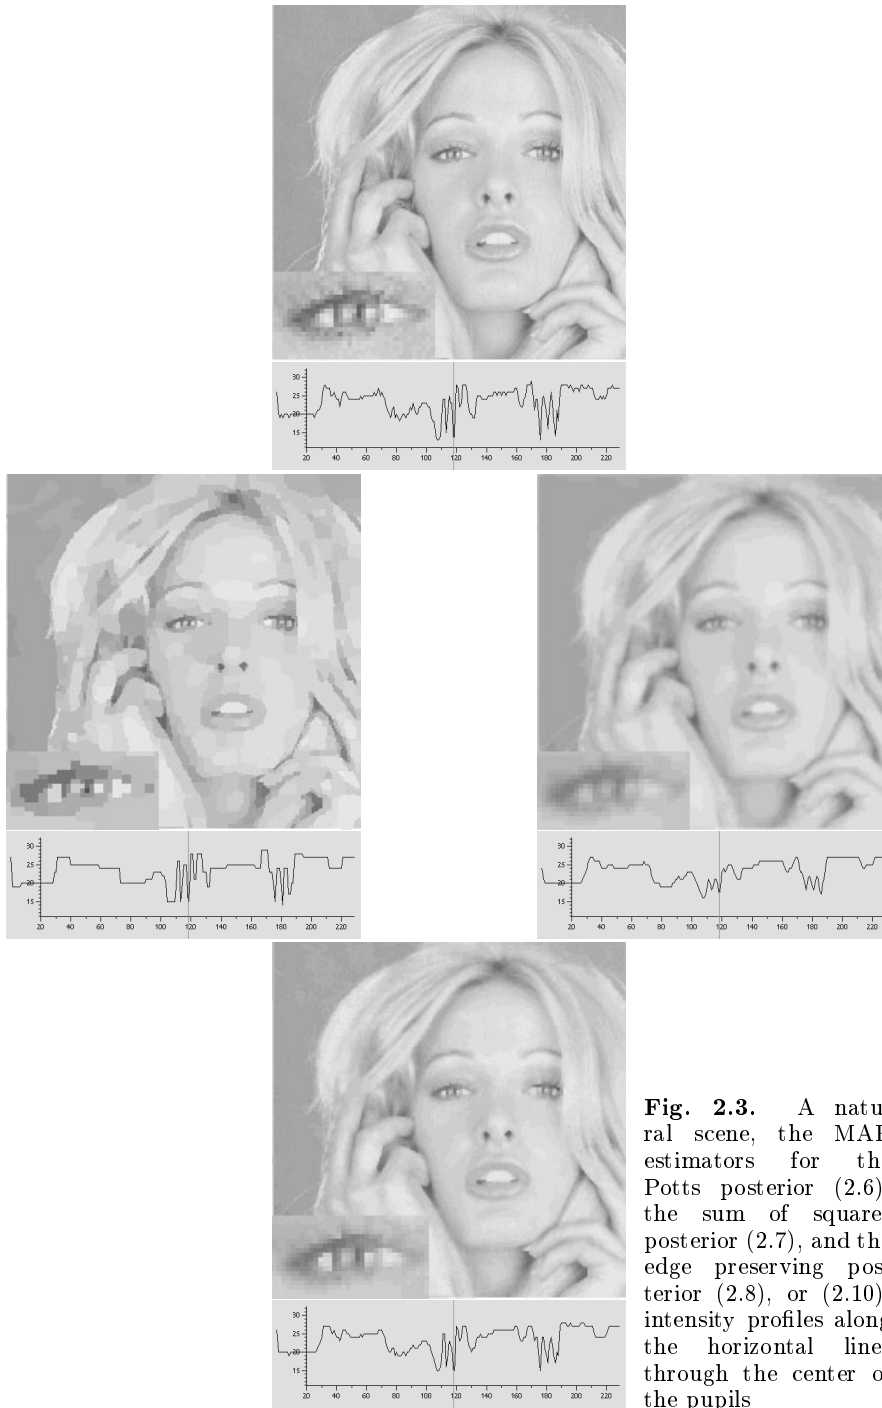 30
25
20
15
20 40 60 80 100 120 140 160 180 200 220
30
25
20
15
20 40 60 80 100 120 140 160 180 200 220
30
25
20
15
20 40 60 80 100 120 140 160 180 200 220
Fig. 2.3. A natu
ral scene, the MAP
estimators for th
Potts posterior (2.6)
the sum of square
posterior (2.7), and th
edge preserving pos
terior (2.8), or (2.10)
intensity profiles along
the horizontal line
through the center o
the pupils
30
25
20
15
20 40 60 80 100 120 140 160 180 200 220